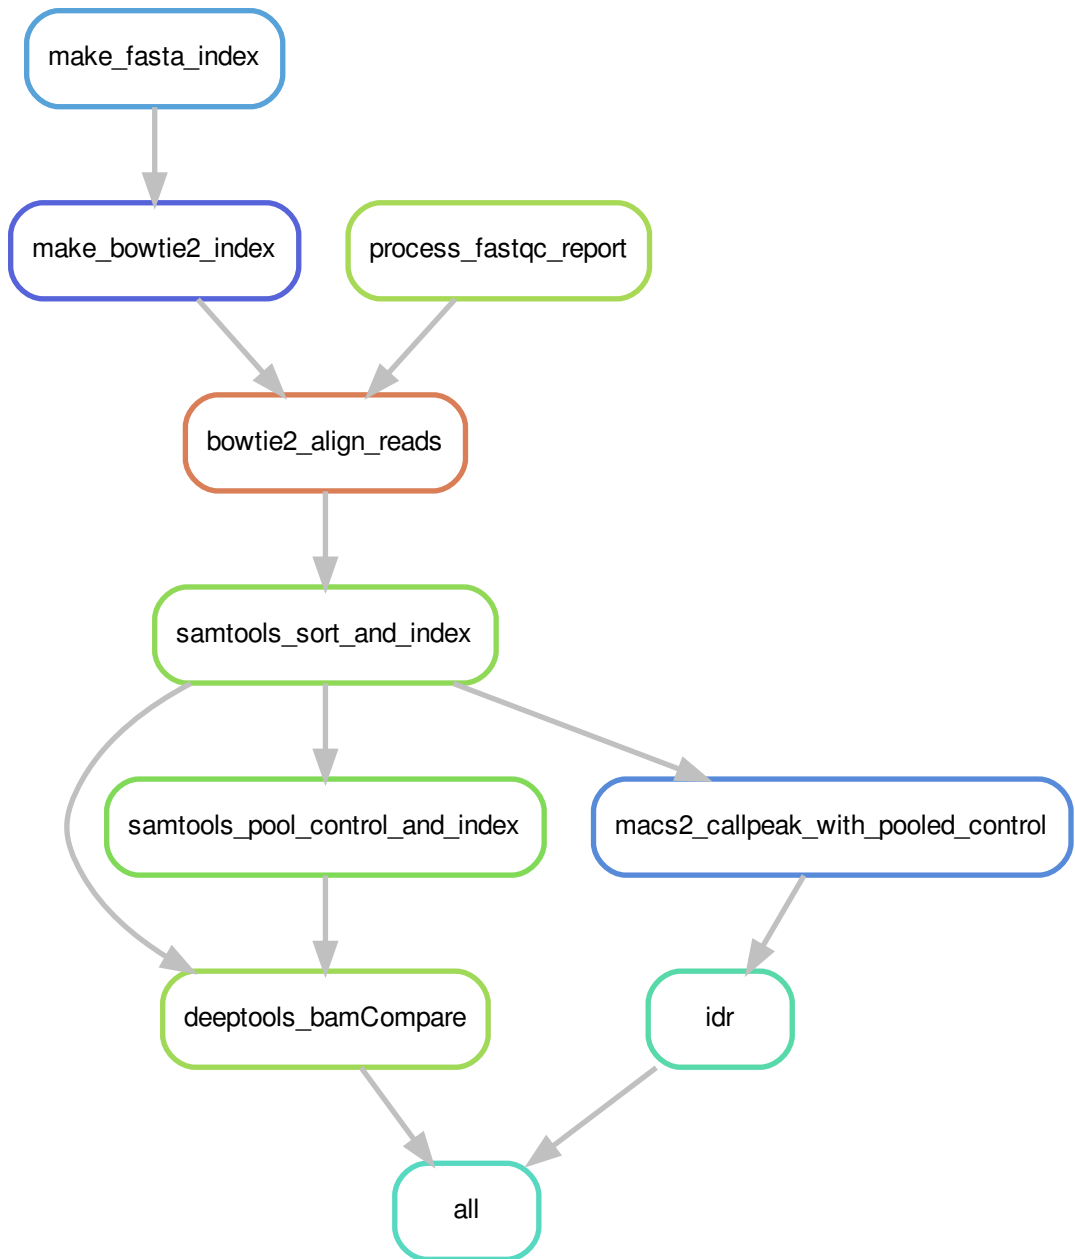 make_fasta_index
make_bowtie2_index
process_fastqc_report
bowtie2_align_reads
samtools_sort_and_index
samtools_pool_control_and_index
macs2_callpeak_with_pooled_control
deeptools_bamCompare
idr
all